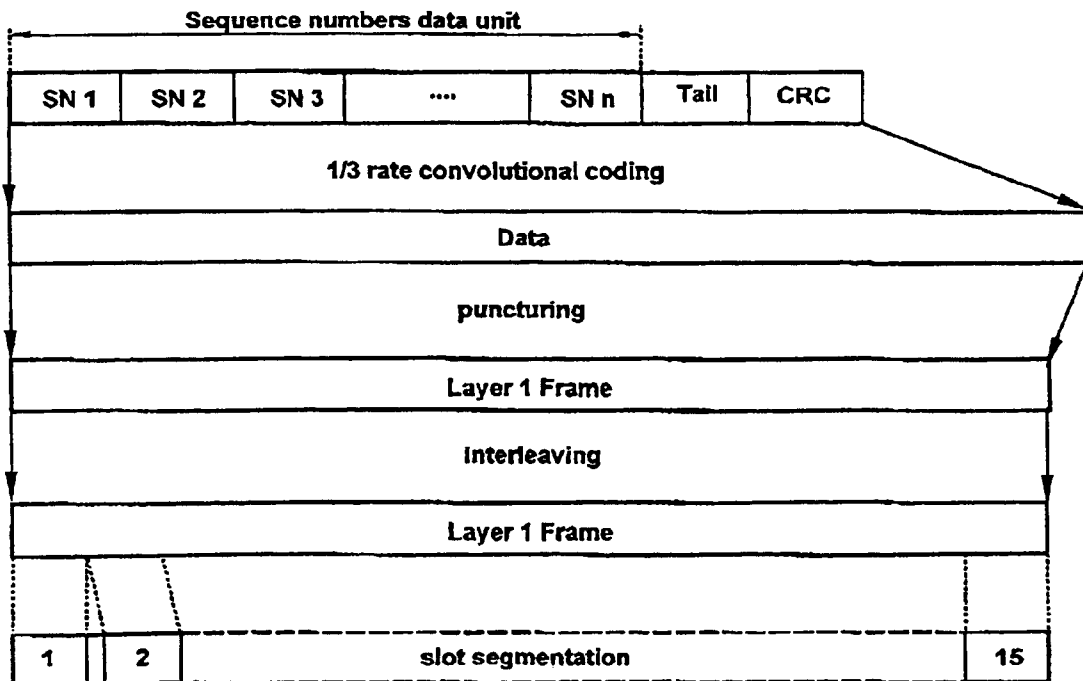 Sequence numbers data unit
SN 1 SN 2 SN 3 .... SN n Tail CRC
1/3 rate convolutional coding
Data
puncturing
Layer 1 Frame
interleaving
Layer 1 Frame
1 2 slot segmentation 15